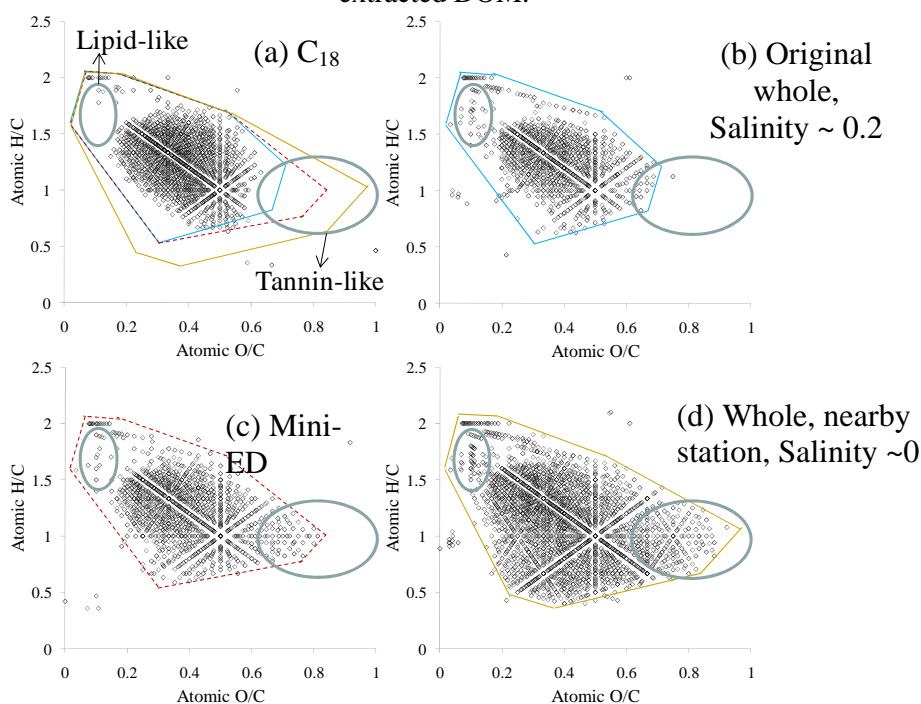 extracted DOM.
(a) C18
Lipid-like
Tannin-like
Atomic H/C
2.5
2
1.5
1
0.5
0
0 0.2 0.4 0.6 0.8 1
Atomic O/C
(b) Original
whole,
Salinity ~ 0.2
Atomic H/C
2.5
2
1.5
1
0.5
0
0 0.2 0.4 0.6 0.8 1
Atomic O/C
(c) Mini-
ED
Atomic H/C
2.5
2
1.5
1
0.5
0
0 0.2 0.4 0.6 0.8 1
Atomic O/C
(d) Whole, nearby
station, Salinity ~0
Atomic H/C
2.5
2
1.5
1
0.5
0
0 0.2 0.4 0.6 0.8 1
Atomic O/C